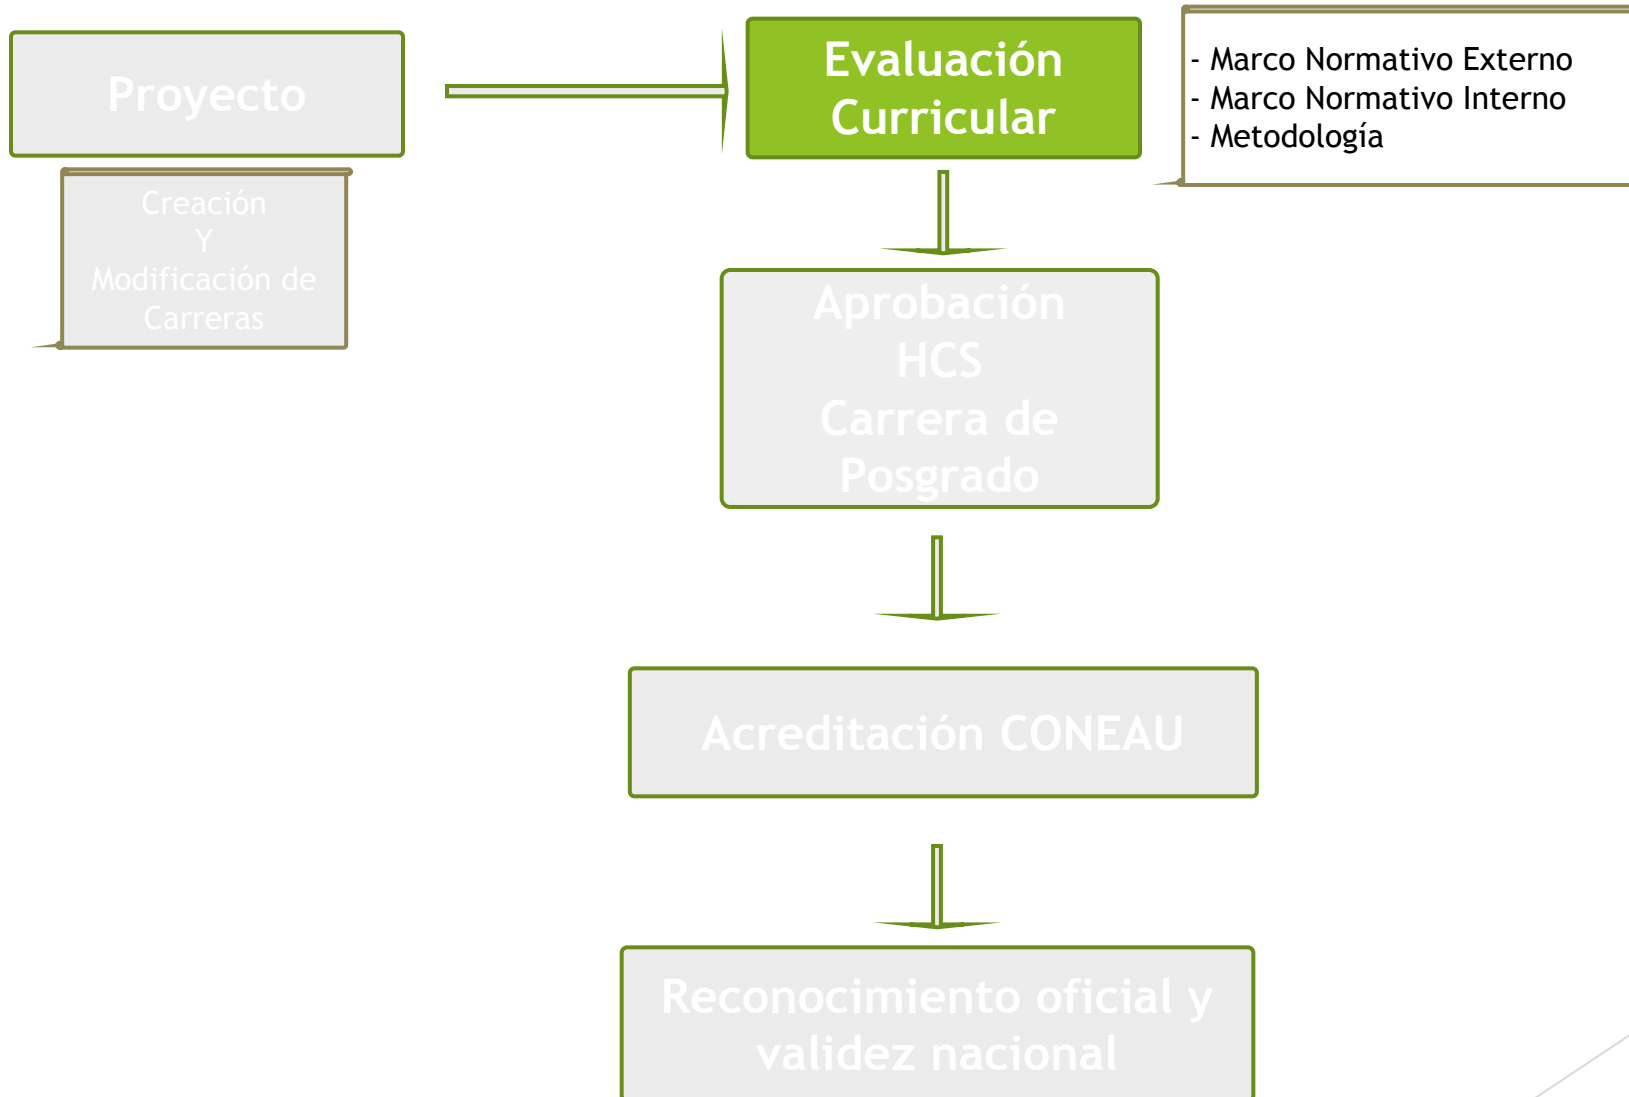 Proyecto
Creación
Y
Modificación de
Carreras
Evaluación
Curricular
- Marco Normativo Externo
- Marco Normativo Interno
- Metodología
Aprobación
HCS
Carrera de
Posgrado
Acreditación CONEAU
Reconocimiento oficial y
validez nacional